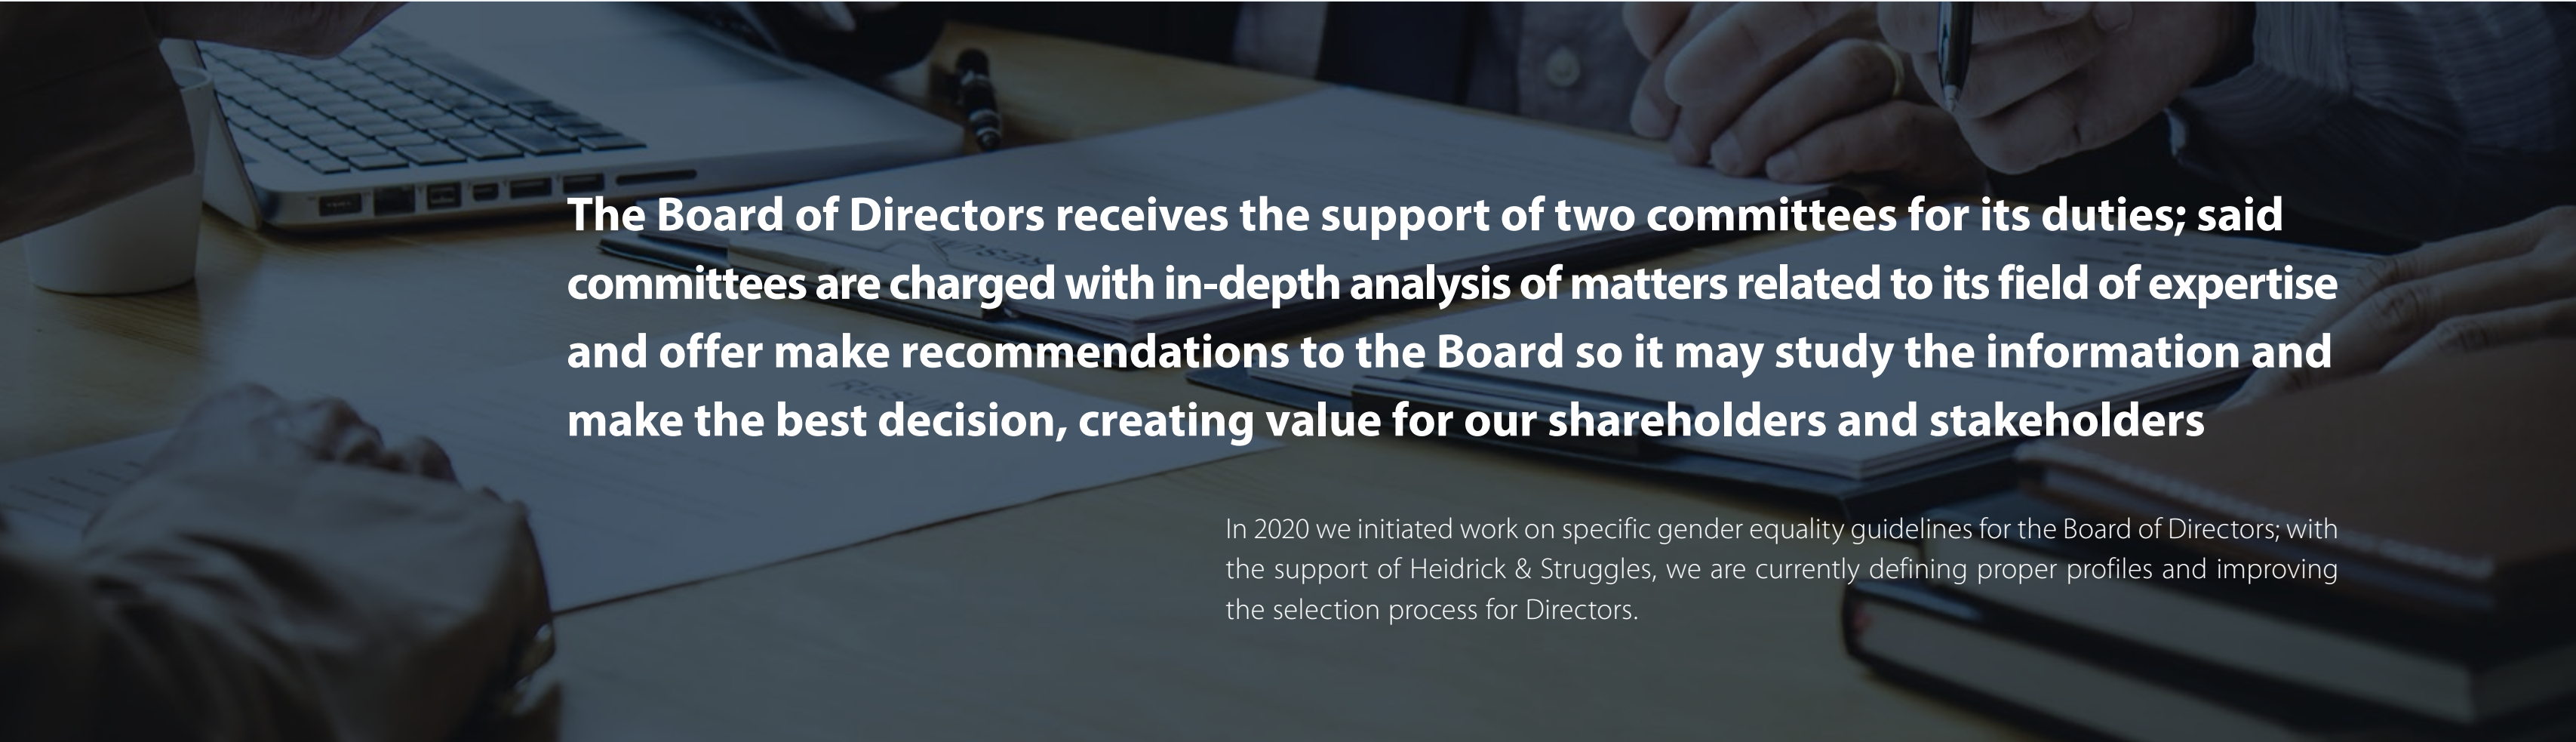 The Board of Directors receives the support of two committees for its duties; said
committees are charged with in-depth analysis of matters related to its field of expertise
and offer make recommendations to the Board so it may study the information and
make the best decision, creating value for our shareholders and stakeholders
RESUME
In 2020 we initiated work on specific gender equality guidelines for the Board of Directors; with
the support of Heidrick & Struggles, we are currently defining proper profiles and improving
the selection process for Directors.